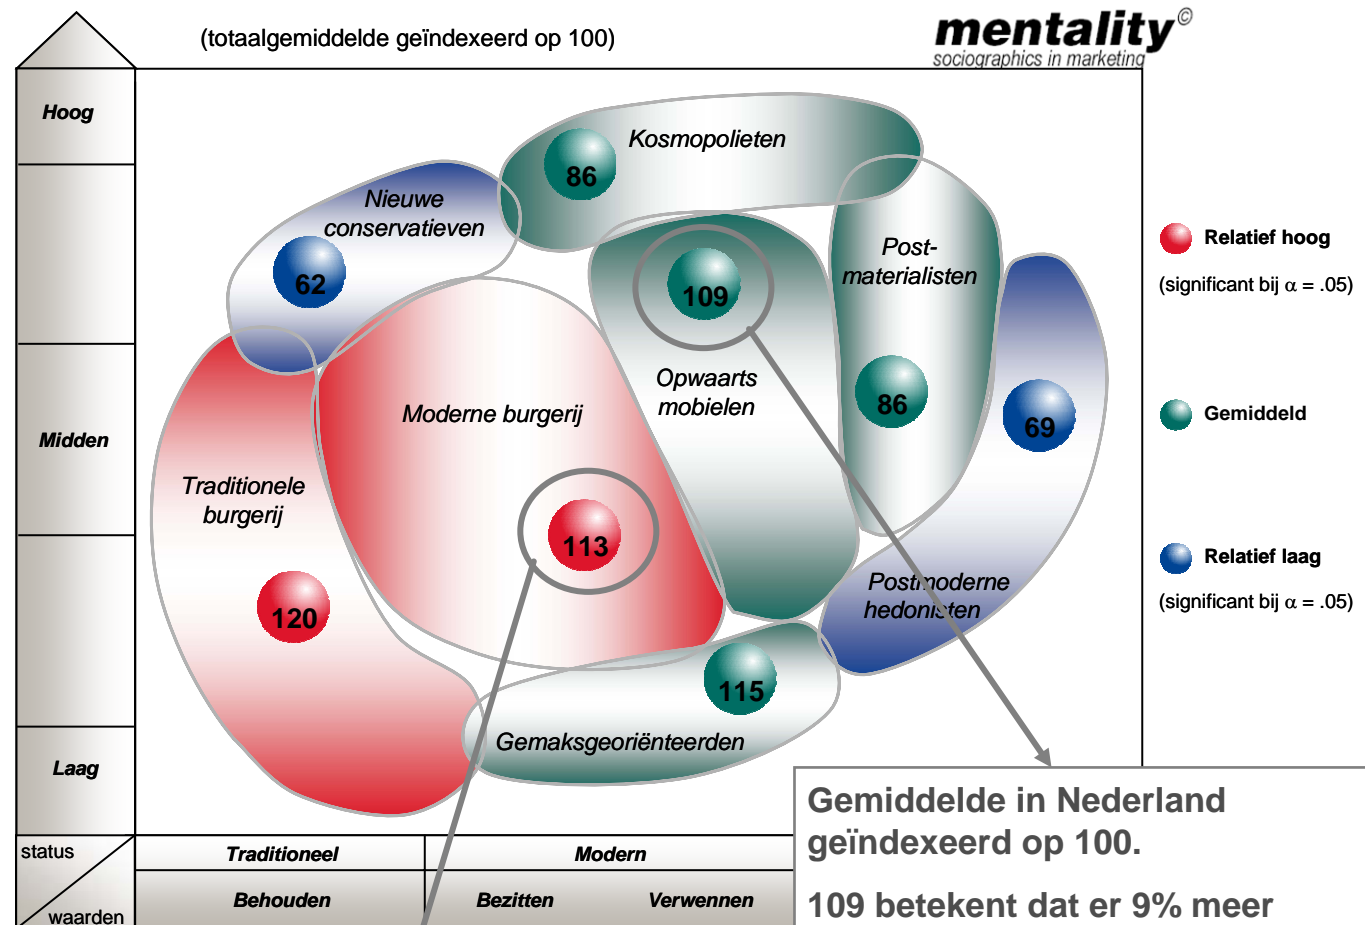 (totaalgemiddelde geïndexeerd op 100)
mentality©
sociographics in marketing
Hoog
Kosmopolieten
86
Nieuwe
conservatieven
62
Post-
materialisten
109
Relatief hoog
(significant bij α = .05)
Opwaarts
mobielen
86
69
Gemiddeld
Moderne burgerij
Midden
Traditionele
burgerij
113
Relatief laag
(significant bij α = .05)
Postmoderne
hedonisten
120
115
Gemaksgeoriënteerden
Laag
Gemiddelde in Nederland
geïndexeerd op 100.
109 betekent dat er 9% meer
status
waarden
Traditioneel
Modern
Behouden
Bezitten
Verwennen